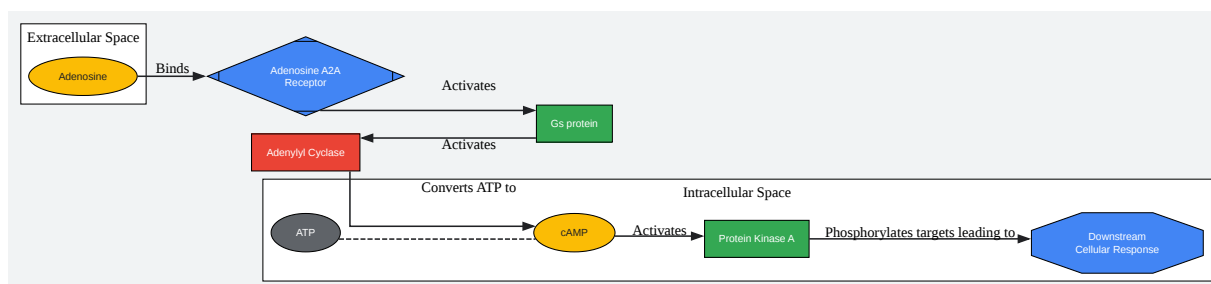 Extracellular Space
Adenosine
Binds
Adenosine A2A
Receptor
Activates
Gs protein
Activates
Adenylyl Cyclase
Converts ATP to
Intracellular Space
ATP
cAMP
Activates
Protein Kinase A
Phosphorylates targets leading to
Downstream
Cellular Response